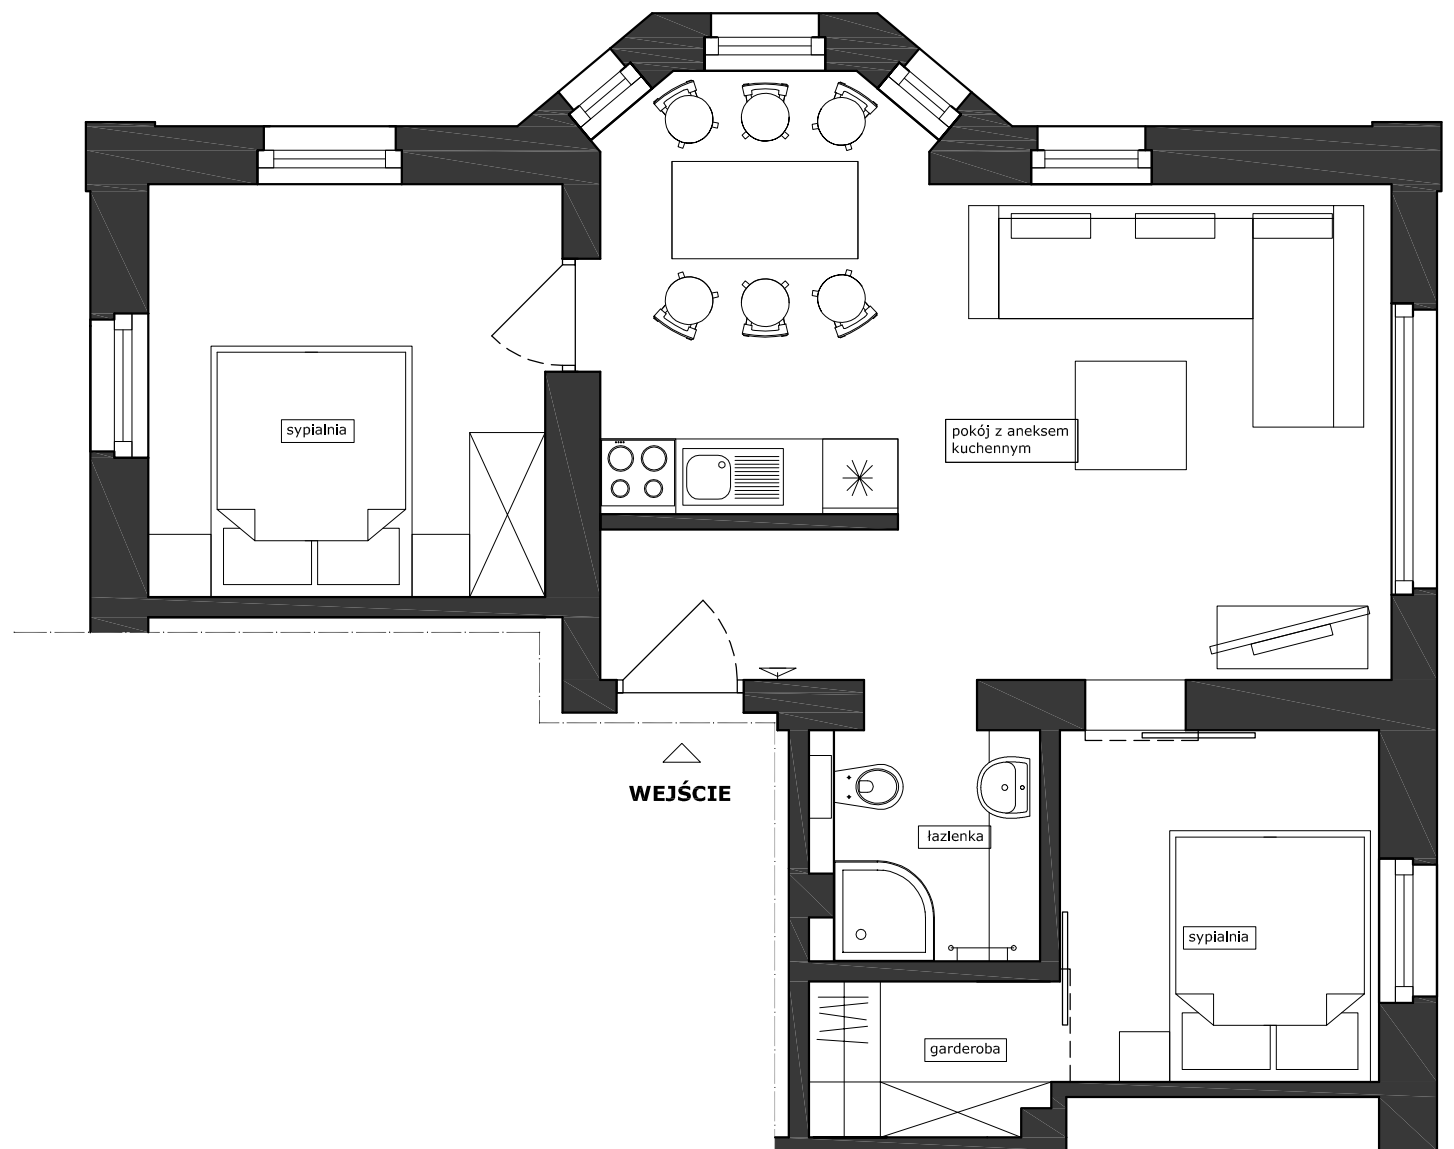 sypialnia
pokój z aneksem
kuchennym
WEJŚCIE
łazienka
sypialnia
garderoba